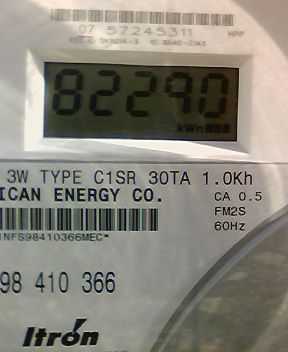 07 57245311 HPP
82290
kWh
3W TYPE C1SR 30TA 1.0Kh
ICAN ENERGY CO.
CA 0.5
FM2S
60Hz
INFS98410366MEC*
98 410 366
Itron